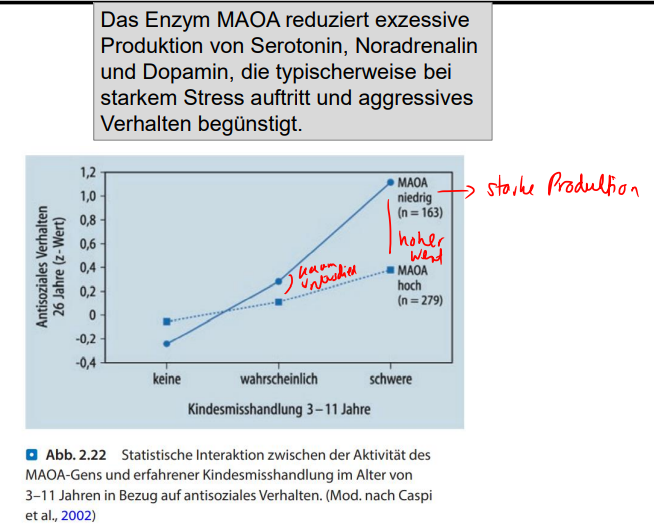 Das Enzym MAOA reduziert exzessive
Produktion von Serotonin, Noradrenalin
und Dopamin, die typischerweise bei
starkem Stress auftritt und aggressives
Verhalten begünstigt.
Antisoziales Verhalten
26 Jahre (z-Wert)
1,2
1,0
0,8
0,6
0,4
0,2
0
-0,2
-0,4
MAOA
niedrig
(n = 163)
starke Produktion
hoher
Wert
kaum
MAOA
hoch
(n = 279)
keine
wahrscheinlich
schwere
Kindesmisshandlung 3–11 Jahre
Abb. 2.22 Statistische Interaktion zwischen der Aktivität des
MAOA-Gens und erfahrener Kindesmisshandlung im Alter von
3–11 Jahren in Bezug auf antisoziales Verhalten. (Mod. nach Caspi
et al., 2002)